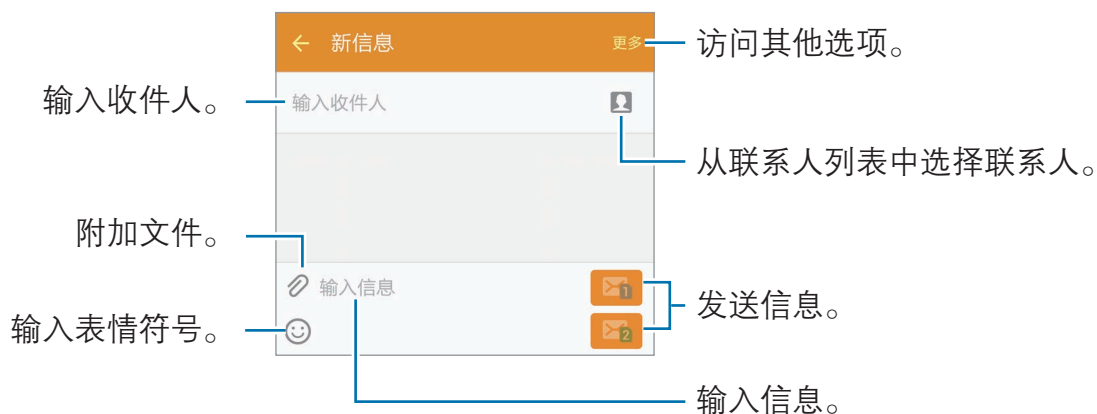 新信息
更多
访问其他选项。
输入收件人。
输入收件人
从联系人列表中选择联系人。
附加文件。
输入信息
1
发送信息。
输入表情符号。
2
输入信息。